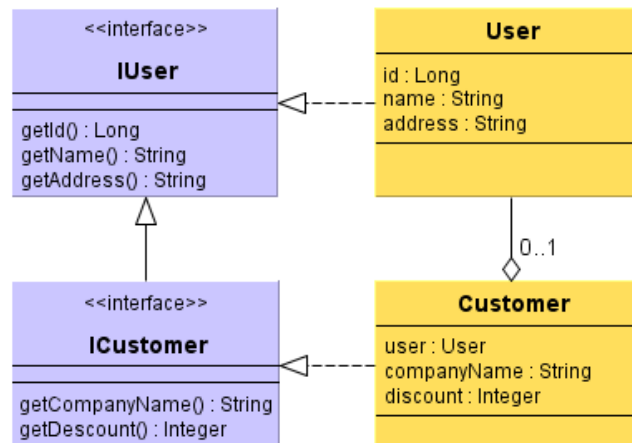 <<interface>>
IUser
getId() : Long
getName() : String
getAddress() : String
User
id : Long
name : String
address : String
0..1
<<interface>>
ICustomer
getCompanyName() : String
getDescount() : Integer
Customer
user : User
companyName : String
discount : Integer